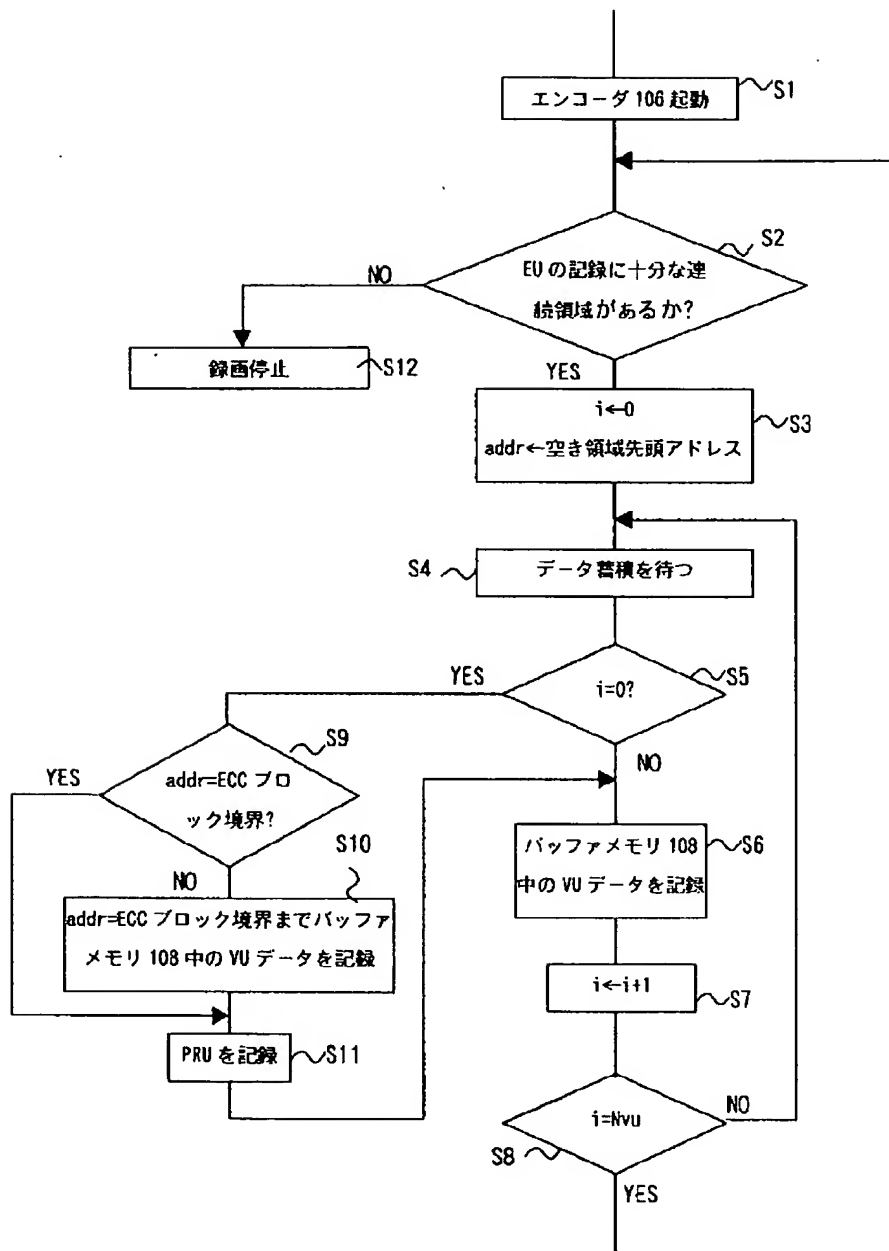 エンコーダ 106 起動
S1
S2
EU の記録に十分な連
続領域があるか?
NO
録画停止
S12
YES
i←0
addr←空き領域先頭アドレス
S3
S4
データ蓄積を待つ
YES
i=0?
S5
S9
YES
addr=ECC ブロ
ック境界?
NO
S10
NO
バッファメモリ 108
中の VU データを記録
S6
addr=ECC ブロック境界までバッファ
メモリ 108 中の VU データを記録
i←i+1
S7
PRU を記録
S11
i=Nvu
NO
S8
YES